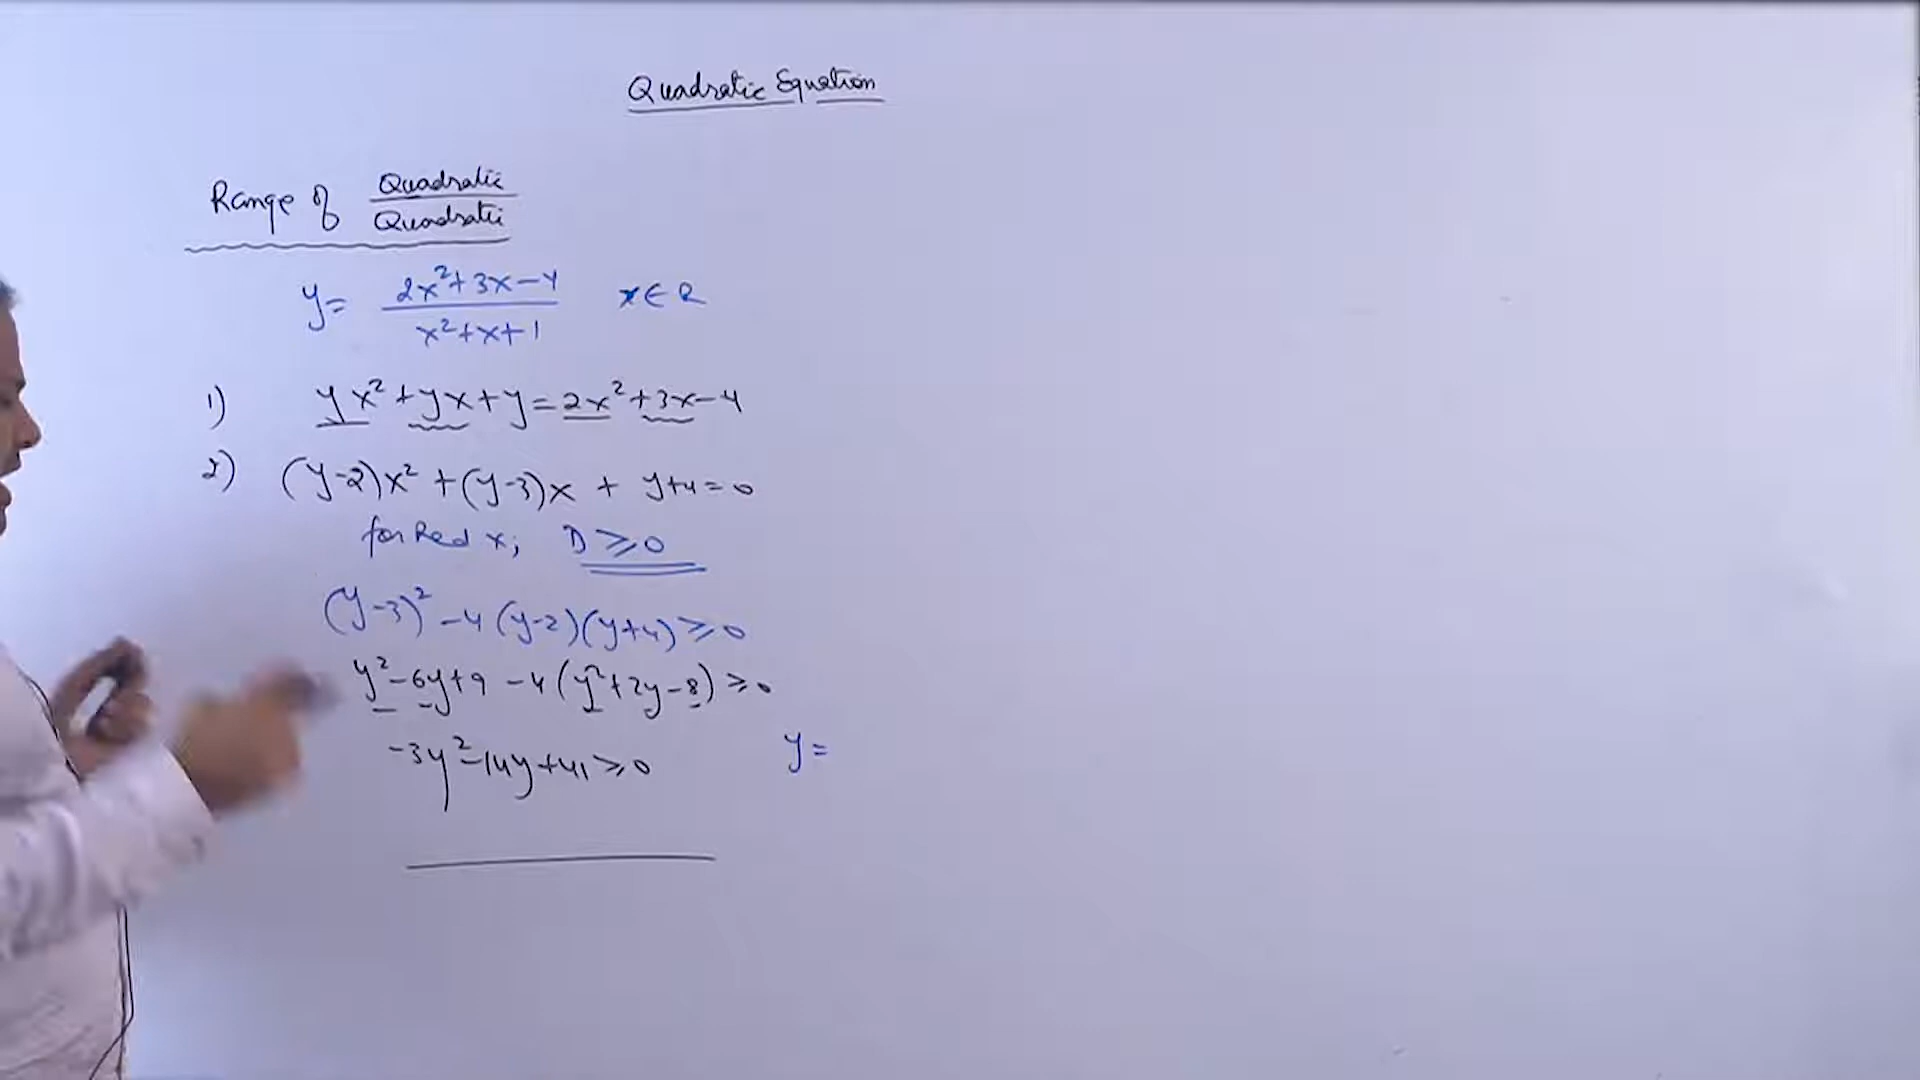 Quadratic Equation
Range of Quadratic / Quadratic
y = 2x²+3x-4 / x²+x+1 x ∈ R
1) yx² + yx + y = 2x² + 3x - 4
2) (y-2)x² + (y-3)x + y+4 = 0
for Real x; D ≥ 0
(y-3)² - 4(y-2)(y+4) ≥ 0
y² - 6y + 9 - 4(y² + 2y - 8) ≥ 0
-3y² - 14y + 41 ≥ 0 y =